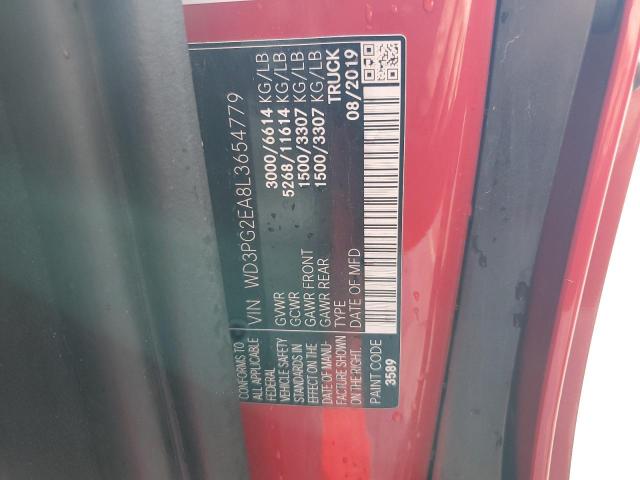 VIN WD3PG2EA8L3654779
CONFORMS TO
ALL APPLICABLE
FEDERAL
VEHICLE SAFETY
STANDARDS IN
EFFECT ON THE
DATE OF MANU-
FACTURE SHOWN
ON THE RIGHT.
GVWR 3000/6614 KG/LB
GCWR 5268/11614 KG/LB
GAWR FRONT 1500/3307 KG/LB
GAWR REAR 1500/3307 KG/LB
TYPE TRUCK
DATE OF MFD 08/2019
PAINT CODE
3589